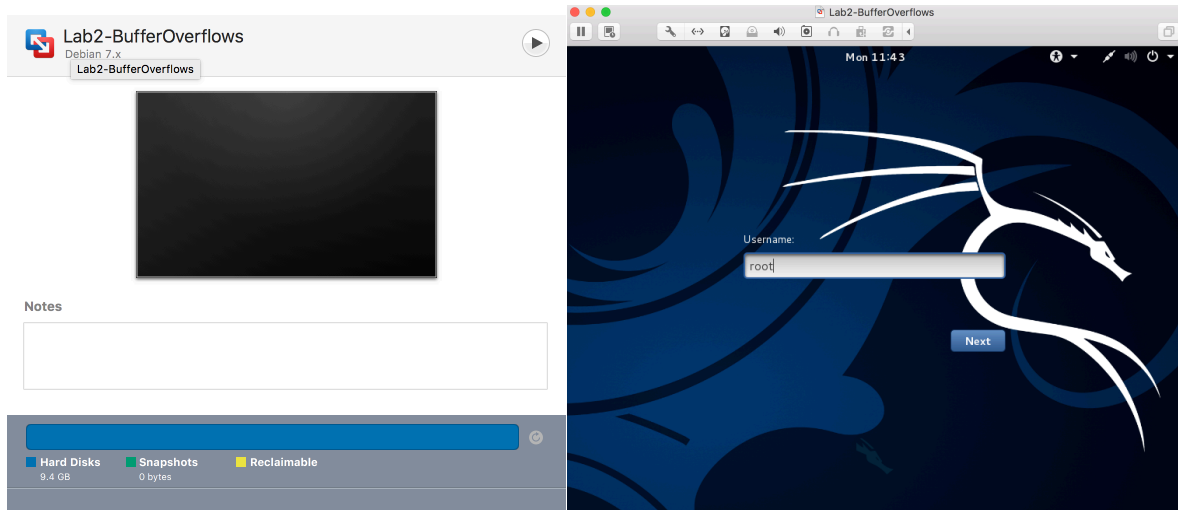 Lab2-BufferOverflows
Debian 7.x
Lab2-BufferOverflows
Notes
Hard Disks
9.4 GB
Snapshots
0 bytes
Reclaimable
Lab2-BufferOverflows
Mon 11:43
Username:
root
Next